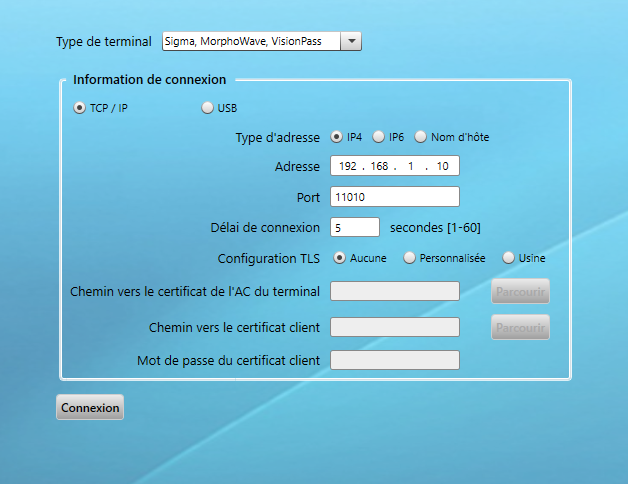 Type de terminal Sigma, MorphoWave, VisionPass
Information de connexion
TCP / IP USB
Type d'adresse IP4 IP6 Nom d'hôte
Adresse 192 . 168 . 1 . 10
Port 11010
Délai de connexion 5 secondes [1-60]
Configuration TLS Aucune Personnalisée Usine
Chemin vers le certificat de l'AC du terminal Parcourir
Chemin vers le certificat client Parcourir
Mot de passe du certificat client
Connexion